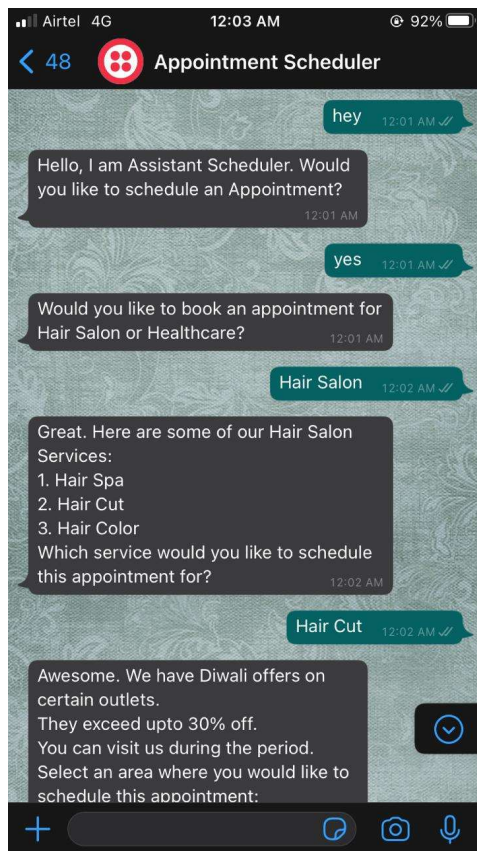 Airtel 4G 12:03 AM 92%
48 Appointment Scheduler
hey 12:01 AM
Hello, I am Assistant Scheduler. Would
you like to schedule an Appointment?
12:01 AM
yes 12:01 AM
Would you like to book an appointment for
Hair Salon or Healthcare? 12:01 AM
Hair Salon 12:02 AM
Great. Here are some of our Hair Salon
Services:
1. Hair Spa
2. Hair Cut
3. Hair Color
Which service would you like to schedule
this appointment for? 12:02 AM
Hair Cut 12:02 AM
Awesome. We have Diwali offers on
certain outlets.
They exceed upto 30% off.
You can visit us during the period.
Select an area where you would like to
schedule this appointment: